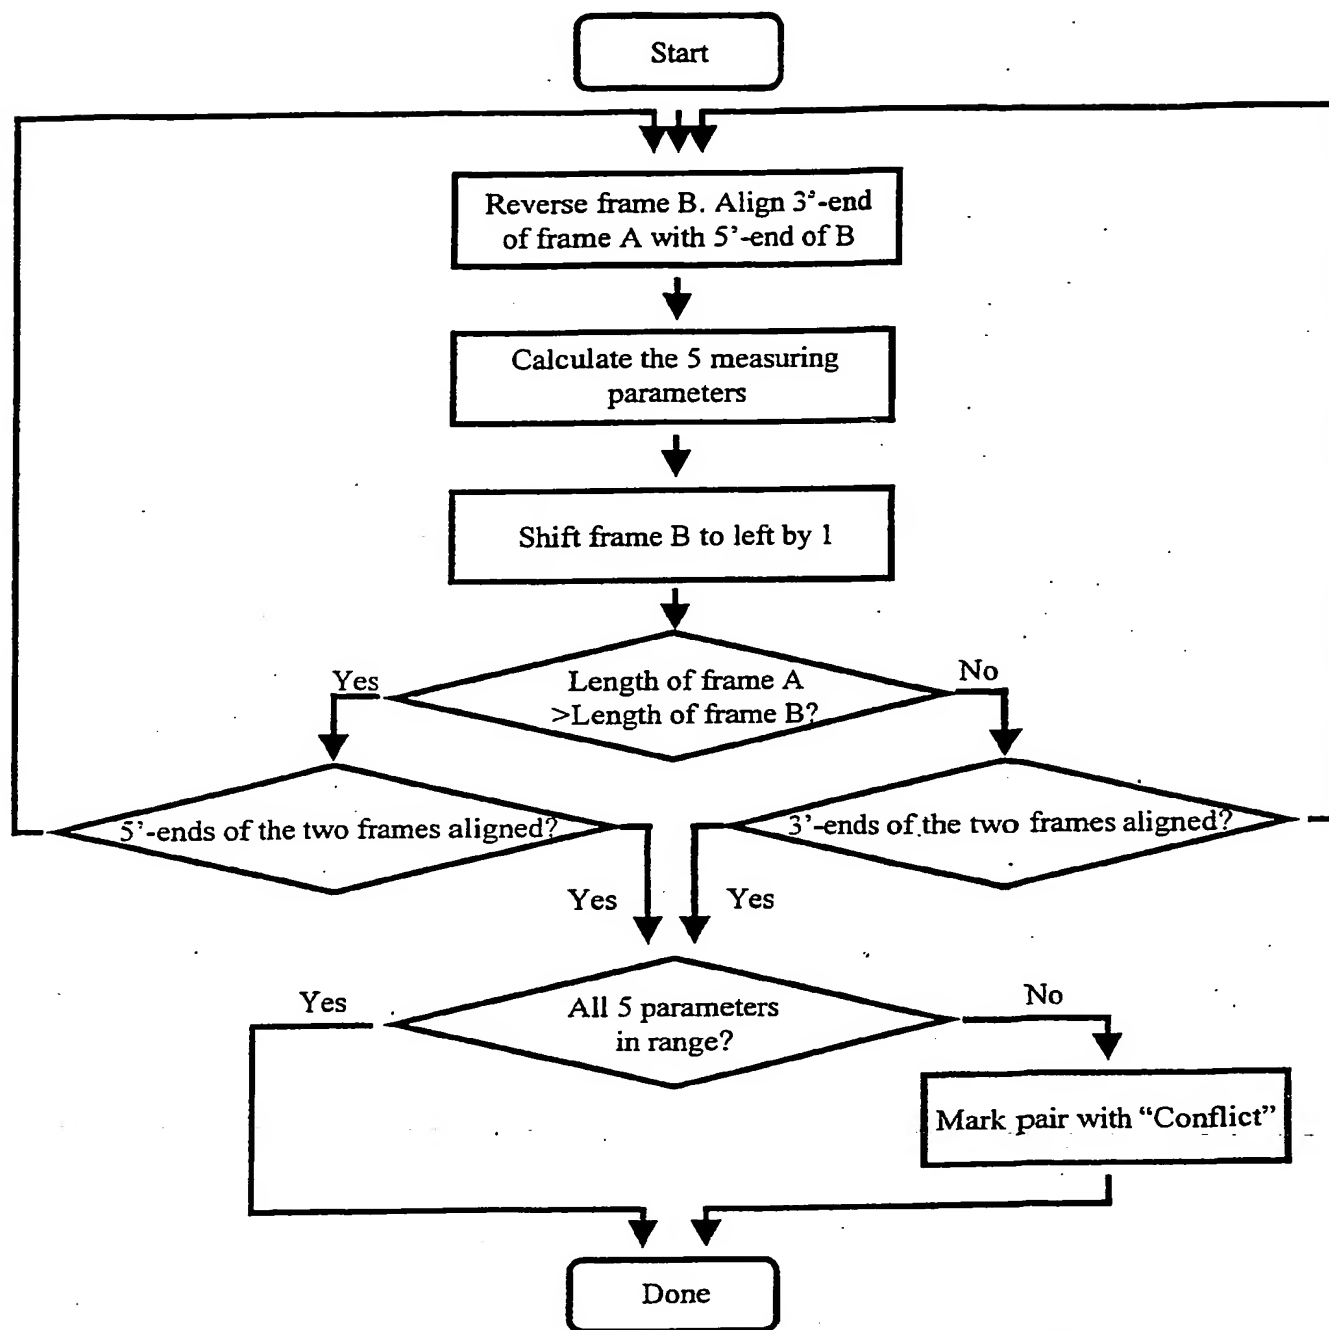 Start
Reverse frame B. Align 3'-end
of frame A with 5'-end of B
Calculate the 5 measuring
parameters
Shift frame B to left by 1
Length of frame A
>Length of frame B?
Yes
No
5'-ends of the two frames aligned?
3'-ends of the two frames aligned?
Yes
Yes
All 5 parameters
in range?
Yes
No
Mark pair with “Conflict”
Done